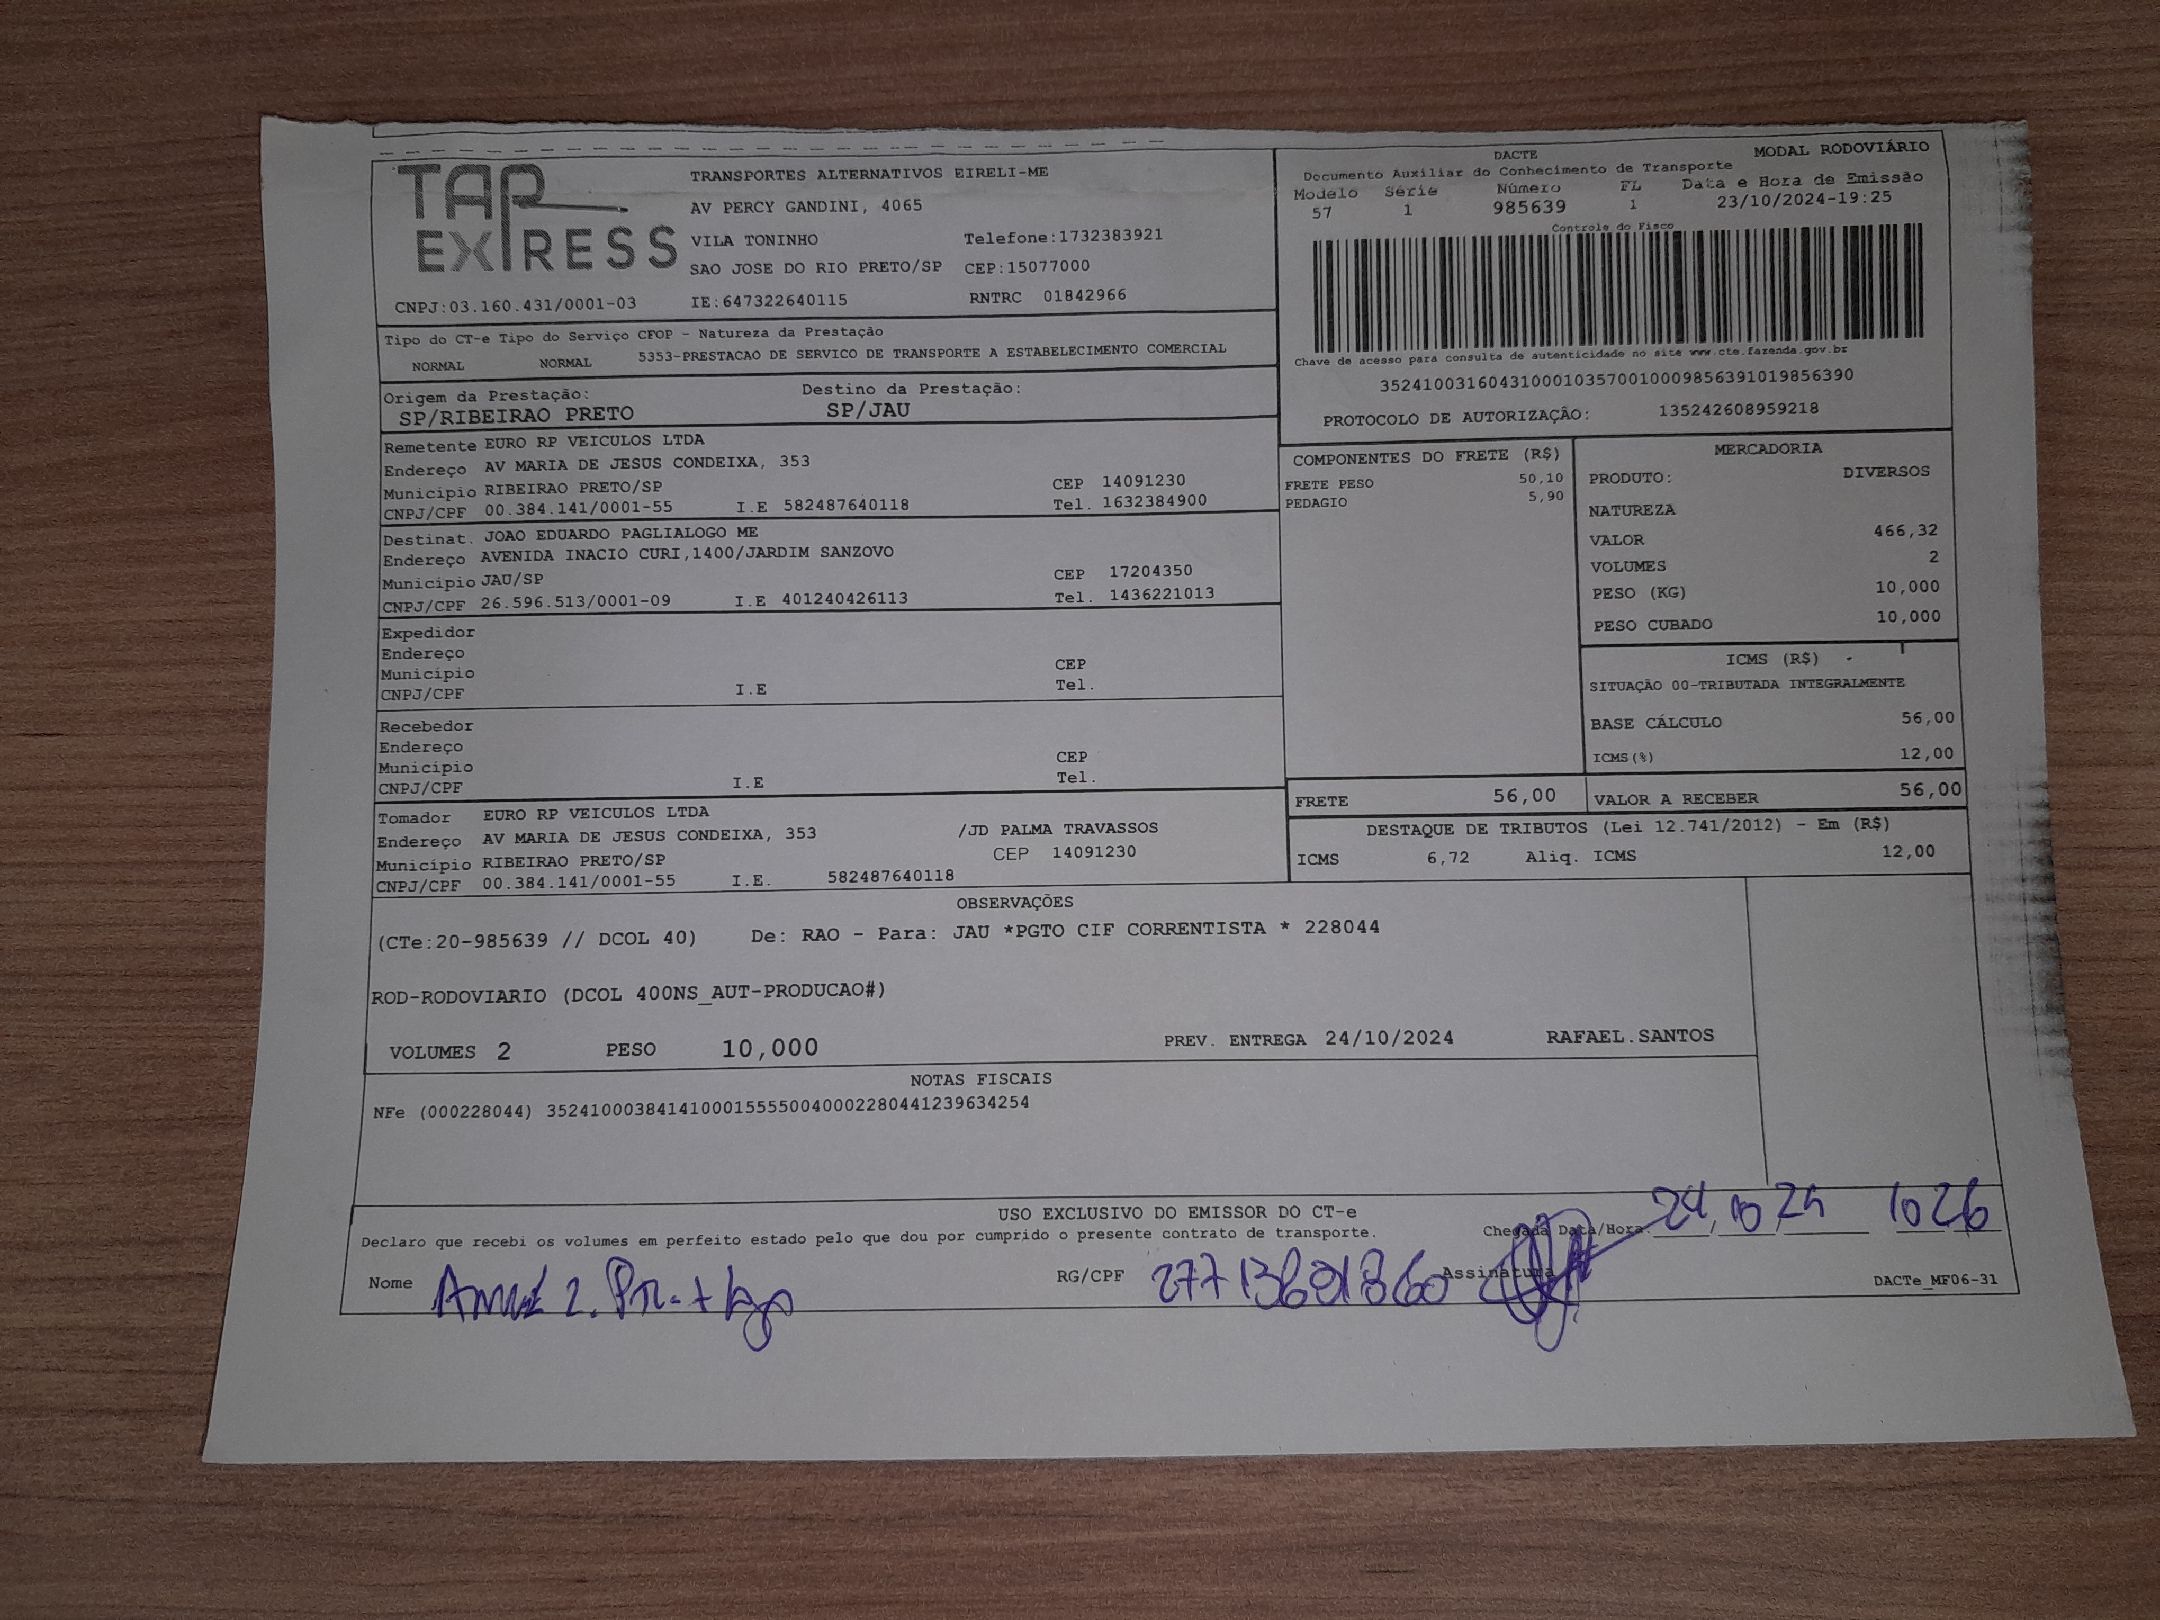 TAP EXPRESS
TRANSPORTES ALTERNATIVOS EIRELI-ME
AV PERCY GANDINI, 4065
VILA TONINHO Telefone:1732383921
SAO JOSE DO RIO PRETO/SP CEP:15077000
CNPJ:03.160.431/0001-03 IE:647322640115 RNTRC 01842966
DACTE MODAL RODOVIÁRIO
Documento Auxiliar do Conhecimento de Transporte
Modelo Série Número FL Data e Hora de Emissão
57 1 985639 1 23/10/2024-19:25
Controle do Fisco
Chave de acesso para consulta de autenticidade no site www.cte.fazenda.gov.br
35241003160431000103570010009856391019856390
PROTOCOLO DE AUTORIZAÇÃO: 135242608959218
Tipo do CT-e Tipo do Serviço CFOP - Natureza da Prestação
NORMAL NORMAL 5353-PRESTACAO DE SERVICO DE TRANSPORTE A ESTABELECIMENTO COMERCIAL
Origem da Prestação: Destino da Prestação:
SP/RIBEIRAO PRETO SP/JAU
Remetente EURO RP VEICULOS LTDA
Endereço AV MARIA DE JESUS CONDEIXA, 353
Município RIBEIRAO PRETO/SP CEP 14091230
CNPJ/CPF 00.384.141/0001-55 I.E 582487640118 Tel. 1632384900
Destinat. JOAO EDUARDO PAGLIALOGO ME
Endereço AVENIDA INACIO CURI,1400/JARDIM SANZOVO
Município JAU/SP CEP 17204350
CNPJ/CPF 26.596.513/0001-09 I.E 401240426113 Tel. 1436221013
Expedidor
Endereço
Município CEP
CNPJ/CPF I.E Tel.
Recebedor
Endereço
Município CEP
CNPJ/CPF I.E Tel.
Tomador EURO RP VEICULOS LTDA
Endereço AV MARIA DE JESUS CONDEIXA, 353 /JD PALMA TRAVASSOS
Município RIBEIRAO PRETO/SP CEP 14091230
CNPJ/CPF 00.384.141/0001-55 I.E. 582487640118
COMPONENTES DO FRETE (R$)
FRETE PESO 50,10
PEDAGIO 5,90
MERCADORIA
PRODUTO: DIVERSOS
NATUREZA
VALOR 466,32
VOLUMES 2
PESO (KG) 10,000
PESO CUBADO 10,000
ICMS (R$)
SITUAÇÃO 00-TRIBUTADA INTEGRALMENTE
BASE CÁLCULO 56,00
ICMS(%) 12,00
FRETE 56,00 VALOR A RECEBER 56,00
DESTAQUE DE TRIBUTOS (Lei 12.741/2012) - Em (R$)
ICMS 6,72 Aliq. ICMS 12,00
OBSERVAÇÕES
(CTe:20-985639 // DCOL 40) De: RAO - Para: JAU *PGTO CIF CORRENTISTA * 228044
ROD-RODOVIARIO (DCOL 400NS_AUT-PRODUCAO#)
VOLUMES 2 PESO 10,000 PREV. ENTREGA 24/10/2024 RAFAEL.SANTOS
NOTAS FISCAIS
NFe (000228044) 35241000384141000155550040002280441239634254
USO EXCLUSIVO DO EMISSOR DO CT-e
Declaro que recebi os volumes em perfeito estado pelo que dou por cumprido o presente contrato de transporte. Chegada Data/Hora 24 10 24 10 26
Nome RG/CPF Assinatura DACTe_MF06-31